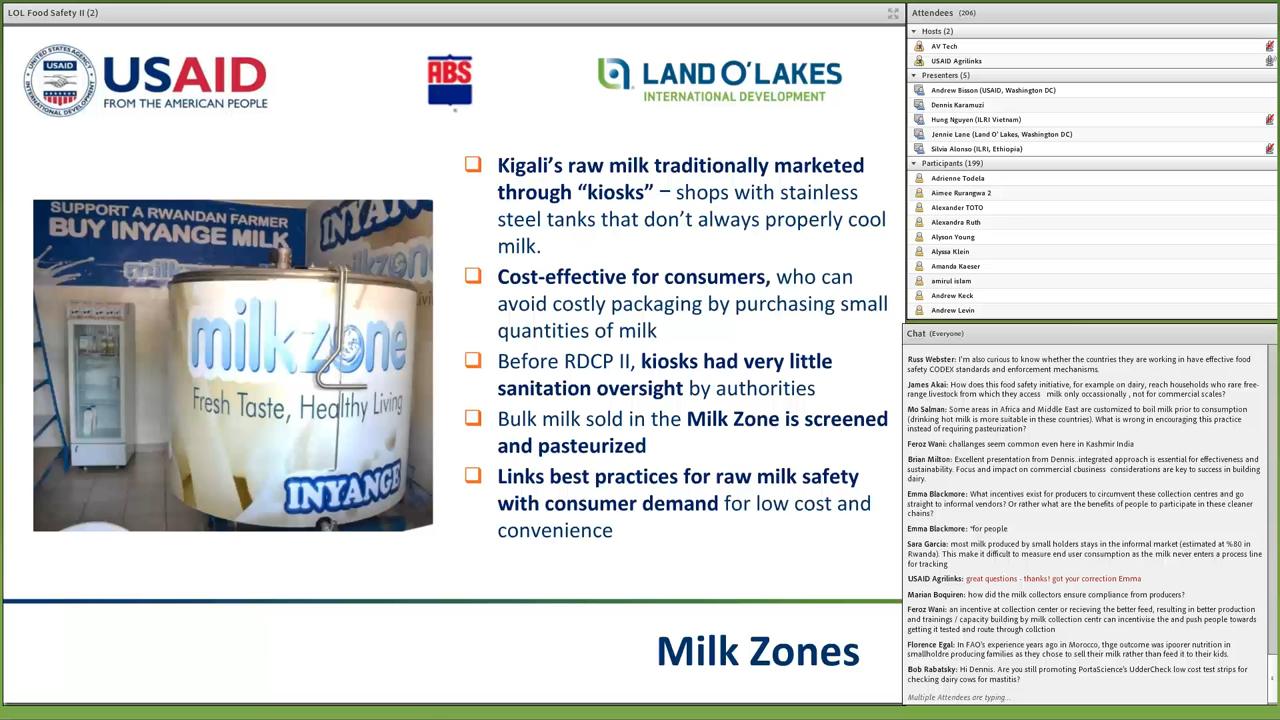 LOL Food Safety II (2)
UNITED STATES AGENCY
USAID
INTERNATIONAL DEVELOPMENT
USAID
FROM THE AMERICAN PEOPLE
ABS
LAND O'LAKES
INTERNATIONAL DEVELOPMENT
SUPPORT A RWANDAN FARMER
BUY INYANGE MILK
INYAN
milk
zone
milk zone
Fresh Taste, Healthy Living
INYANGE
Kigali’s raw milk traditionally marketed
through “kiosks” – shops with stainless
steel tanks that don’t always properly cool
milk.
Cost-effective for consumers, who can
avoid costly packaging by purchasing small
quantities of milk
Before RDCP II, kiosks had very little
sanitation oversight by authorities
Bulk milk sold in the Milk Zone is screened
and pasteurized
Links best practices for raw milk safety
with consumer demand for low cost and
convenience
Milk Zones
Attendees (206)
Hosts (2)
AV Tech
USAID Agrilinks
Presenters (5)
Andrew Bisson (USAID, Washington DC)
Dennis Karamuzi
Hung Nguyen (ILRI Vietnam)
Jennie Lane (Land O' Lakes, Washington DC)
Silvia Alonso (ILRI, Ethiopia)
Participants (199)
Adrienne Todela
Aimee Rurangwa 2
Alexander TOTO
Alexandra Ruth
Alyson Young
Alyssa Klein
Amanda Kaeser
amirul islam
Andrew Keck
Andrew Levin
Chat (Everyone)
Russ Webster: I'm also curious to know whether the countries they are working in have effective food
safety CODEX standards and enforcement mechanisms.
James Akai: How does this food safety initiative, for example on dairy, reach households who rare free-
range livestock from which they access milk only occassionally , not for commercial scales?
Mo Salman: Some areas in Africa and Middle East are customized to boil milk prior to consumption
(drinking hot milk is more suitable in these countries). What is wrong in encouraging this practice
instead of requiring pasteurization?
Feroz Wani: challanges seem common even here in Kashmir India
Brian Milton: Excellent presentation from Dennis..integrated approach is essential for effectiveness and
sustainability. Focus and impact on commercial cbusiness considerations are key to success in building
dairy.
Emma Blackmore: What incentives exist for producers to circumvent these collection centres and go
straight to informal vendors? Or rather what are the benefits of people to participate in these cleaner
chains?
Emma Blackmore: *for people
Sara Garcia: most milk produced by small holders stays in the informal market (estimated at %80 in
Rwanda). This make it difficult to measure end user consumption as the milk never enters a process line
for tracking
USAID Agrilinks: great questions - thanks! got your correction Emma
Marian Boquiren: how did the milk collectors ensure compliance from producers?
Feroz Wani: an incentive at collection center or recieving the better feed, resulting in better production
and trainings / capacity building by milk collection centr can incentivise the and push people towards
getting it tested and route through collction
Florence Egal: In FAO's experience years ago in Morocco, thge outcome was ipoorer nutrition in
smallholdre producing families as they chose to sell their milk rather than feed it to their kids.
Bob Rabatsky: Hi Dennis. Are you still promoting PortaScience's UdderCheck low cost test strips for
checking dairy cows for mastitis?
Multiple Attendees are typing...